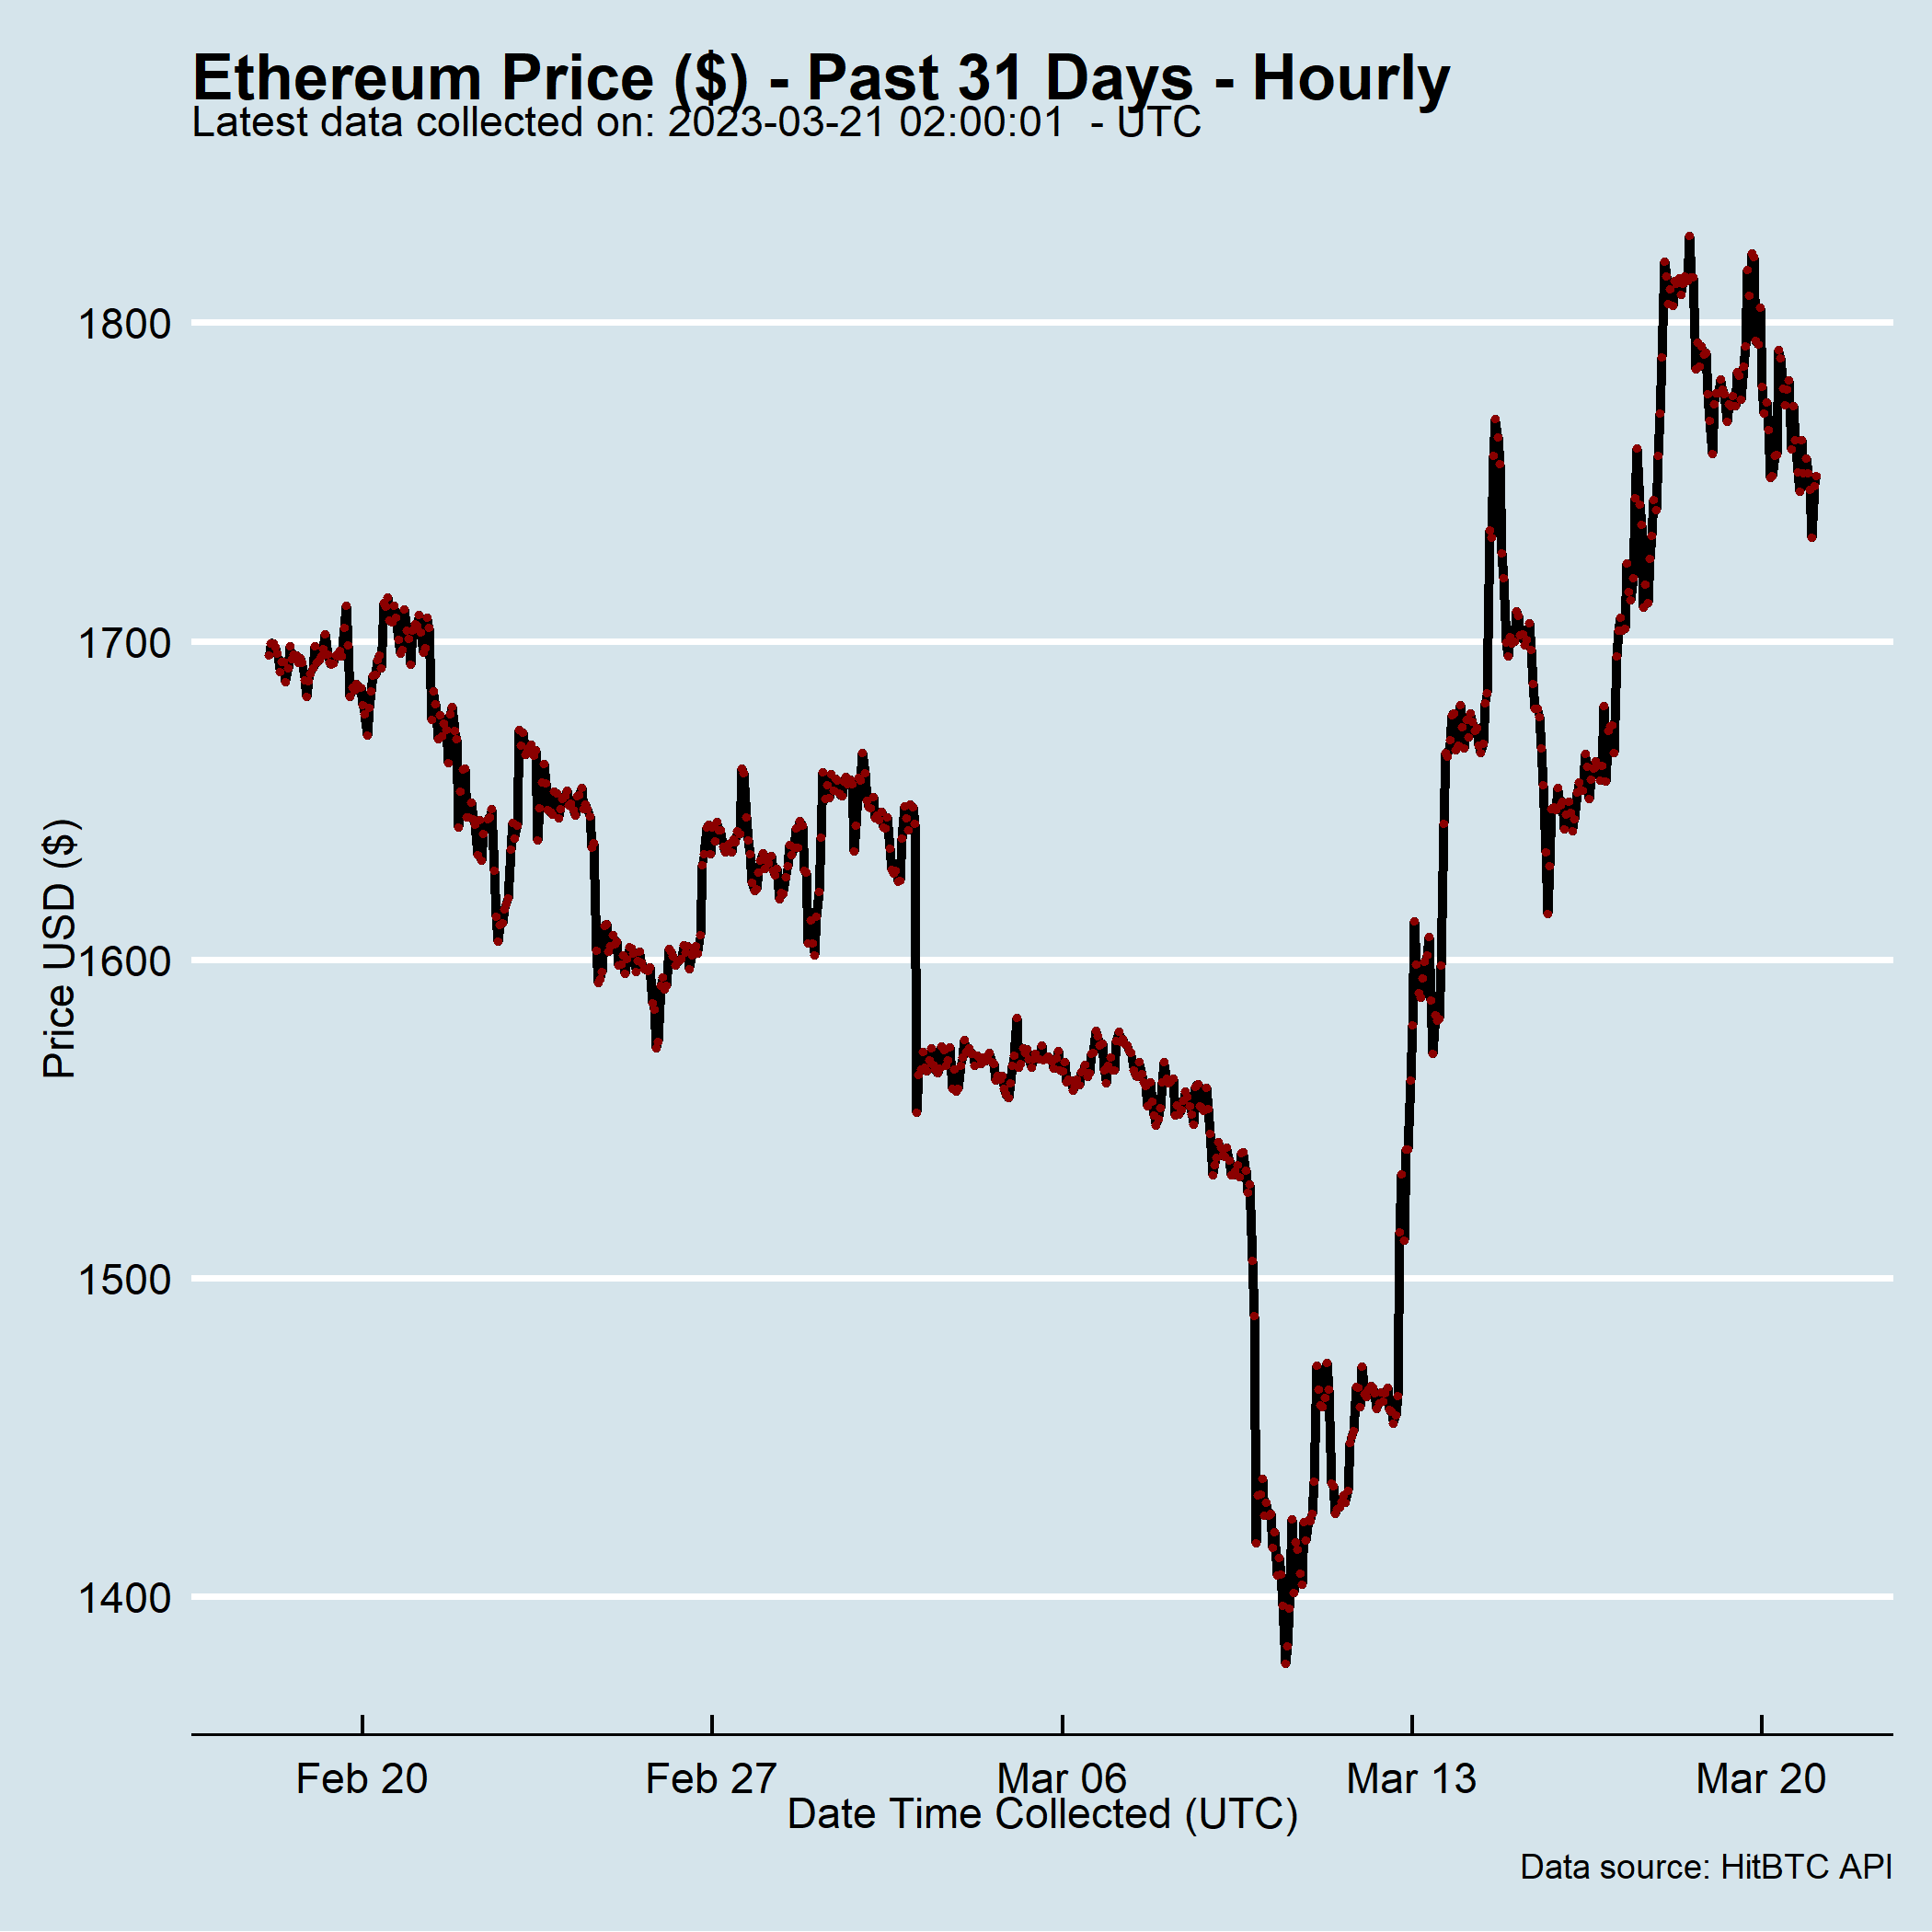 Ethereum Price ($) - Past 31 Days - Hourly
Latest data collected on: 2023-03-21 02:00:01  - UTC
Price USD ($)
1800
1700
1600
1500
1400
Feb 20 Feb 27 Mar 06 Mar 13 Mar 20
Date Time Collected (UTC)
Data source: HitBTC API